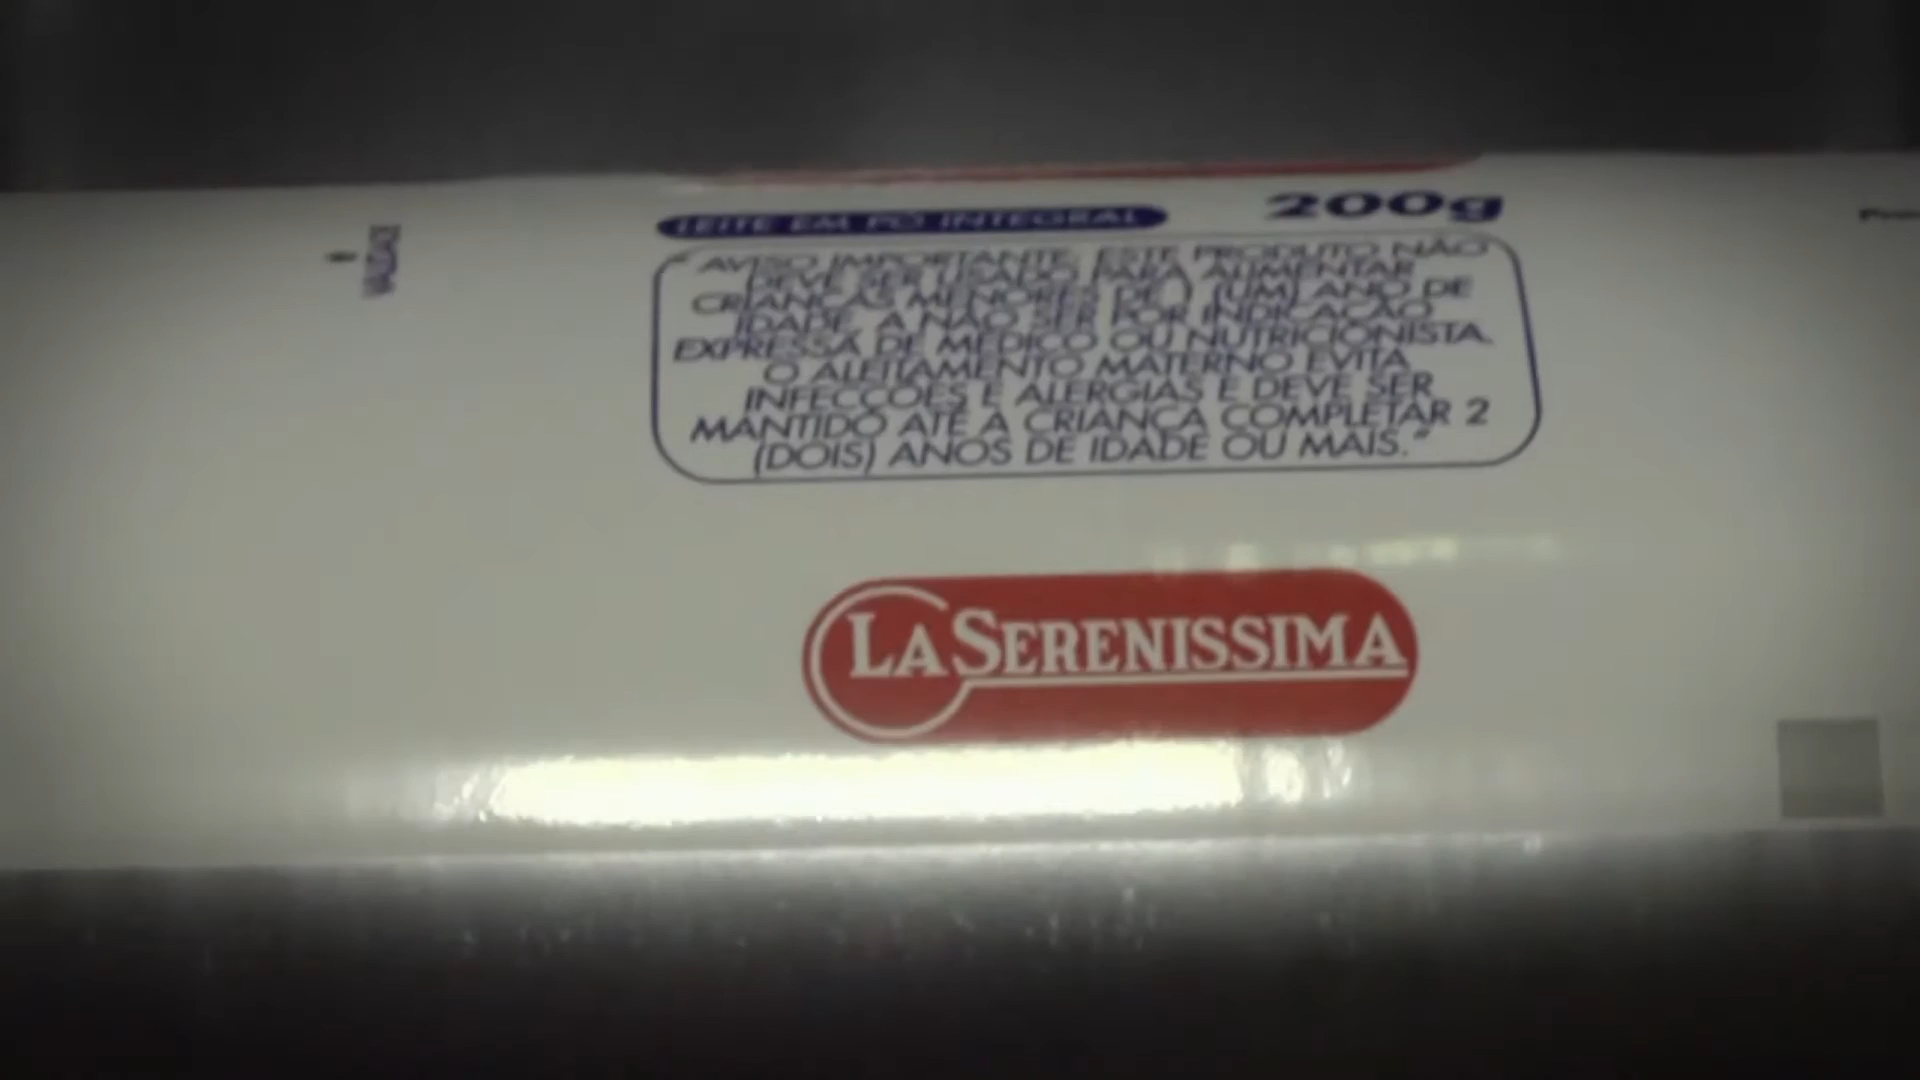 LEITE EM PÓ INTEGRAL
200g
"AVISO IMPORTANTE: ESTE PRODUTO NÃO
DEVE SER USADO PARA ALIMENTAR
CRIANÇAS MENORES DE 1 (UM) ANO DE
IDADE, A NÃO SER POR INDICAÇÃO
EXPRESSA DE MÉDICO OU NUTRICIONISTA.
O ALEITAMENTO MATERNO EVITA
INFECÇÕES E ALERGIAS E DEVE SER
MANTIDO ATÉ A CRIANÇA COMPLETAR 2
(DOIS) ANOS DE IDADE OU MAIS."
LA SERENISSIMA